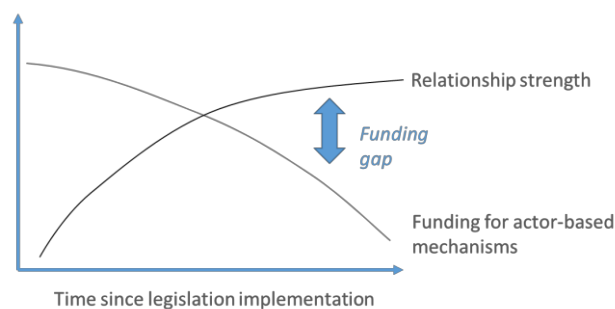 Relationship strength
Funding
gap
Funding for actor-based
mechanisms
Time since legislation implementation